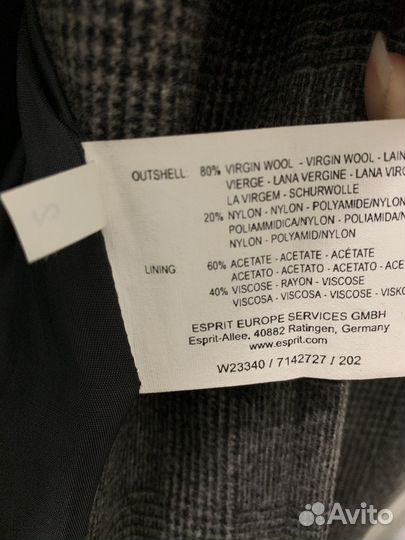 OUTSHELL: 80% VIRGIN WOOL - VIRGIN WOOL - LAIN
VIERGE - LANA VERGINE - LANA VIRG
LA VIRGEM - SCHURWOLLE
20% NYLON - NYLON - POLYAMIDE/NYLON
POLIAMMIDICA/NYLON - POLIAMIDA/NYLON
NYLON - POLYAMID/NYLON
LINING: 60% ACETATE - ACETATE - ACÉTATE
ACETATO - ACETATO - ACETATO - ACE
40% VISCOSE - RAYON - VISCOSE
VISCOSA - VISCOSA - VISCOSE - VISKO
ESPRIT EUROPE SERVICES GMBH
Esprit-Allee, 40882 Ratingen, Germany
www.esprit.com
W23340 / 7142727 / 202
S
Avito